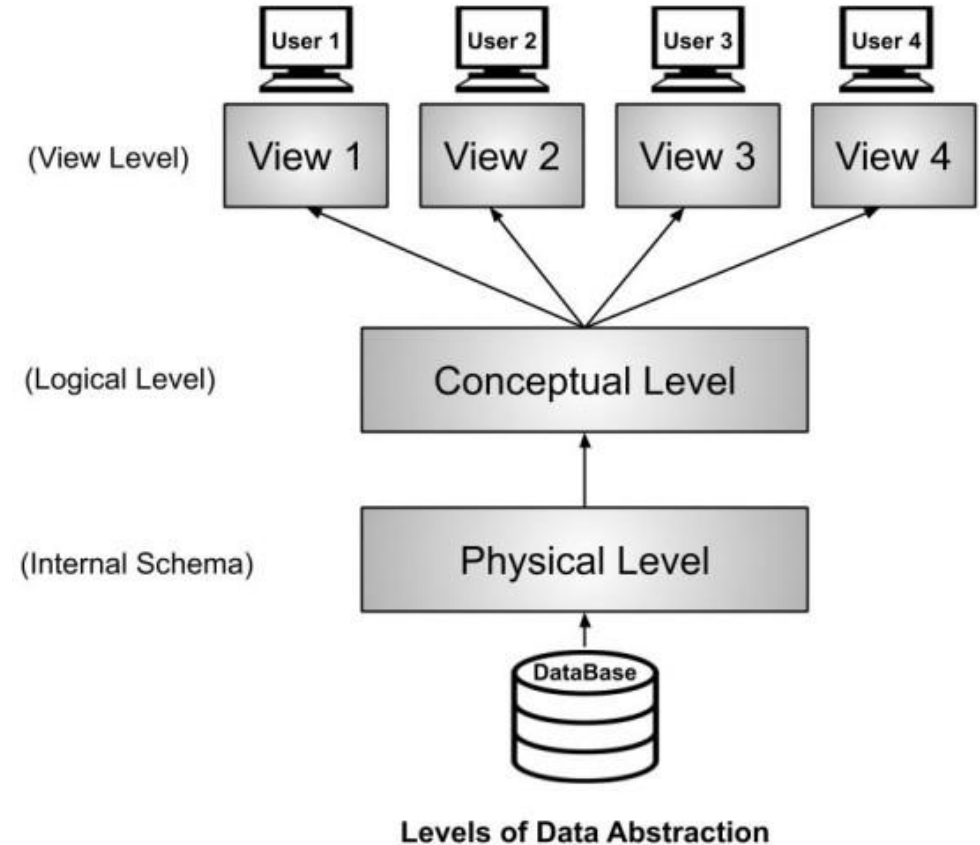 User 1
User 2
User 3
User 4
(View Level)
View 1
View 2
View 3
View 4
(Logical Level)
Conceptual Level
(Internal Schema)
Physical Level
DataBase
Levels of Data Abstraction